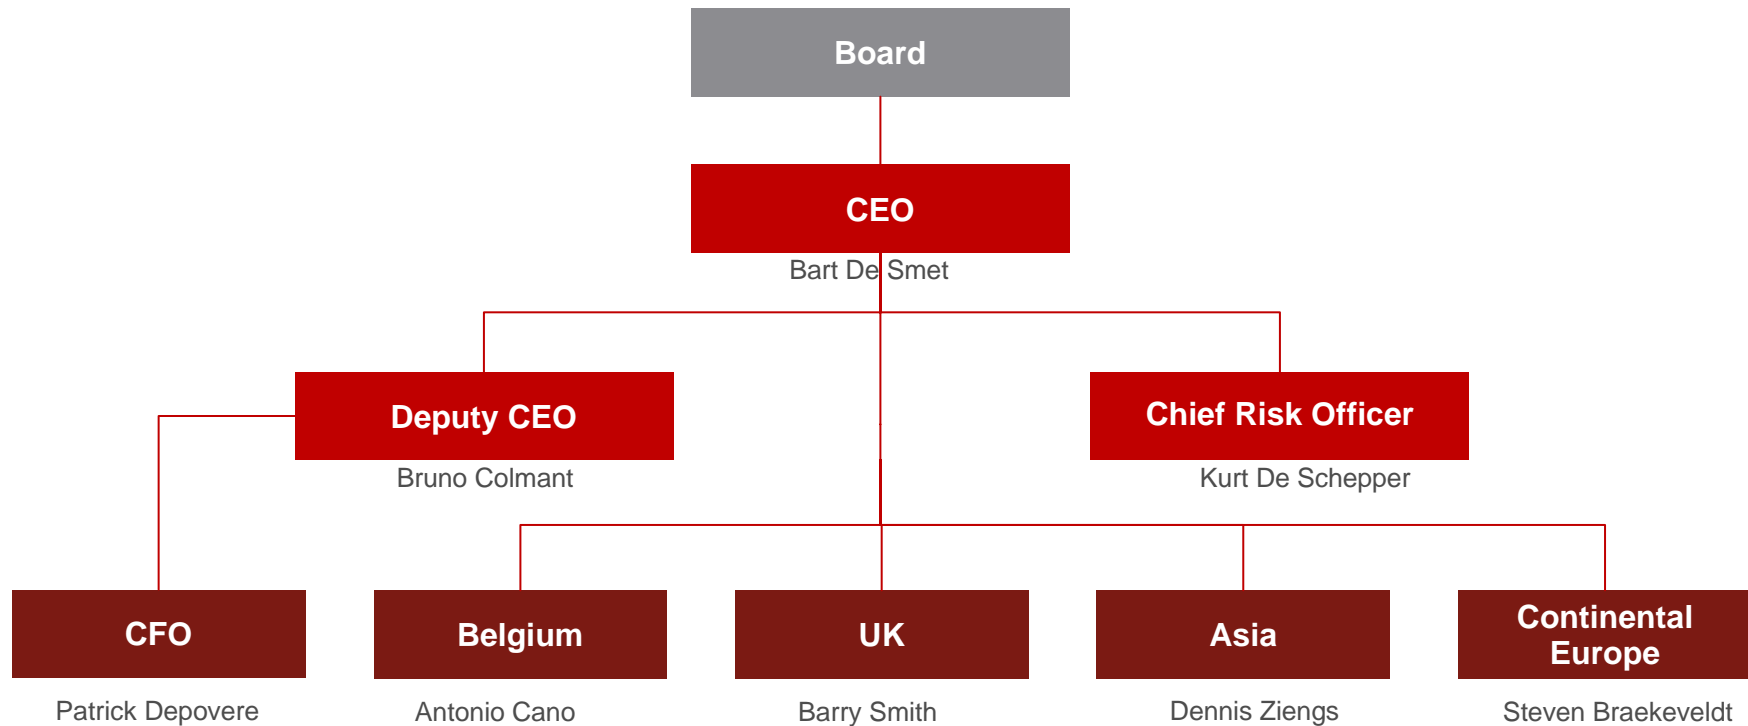 Board
CEO
Bart De Smet
Deputy CEO
Bruno Colmant
Chief Risk Officer
Kurt De Schepper
CFO
Patrick Depovere
Belgium
Antonio Cano
UK
Barry Smith
Asia
Dennis Ziengs
Continental
Europe
Steven Braekeveldt